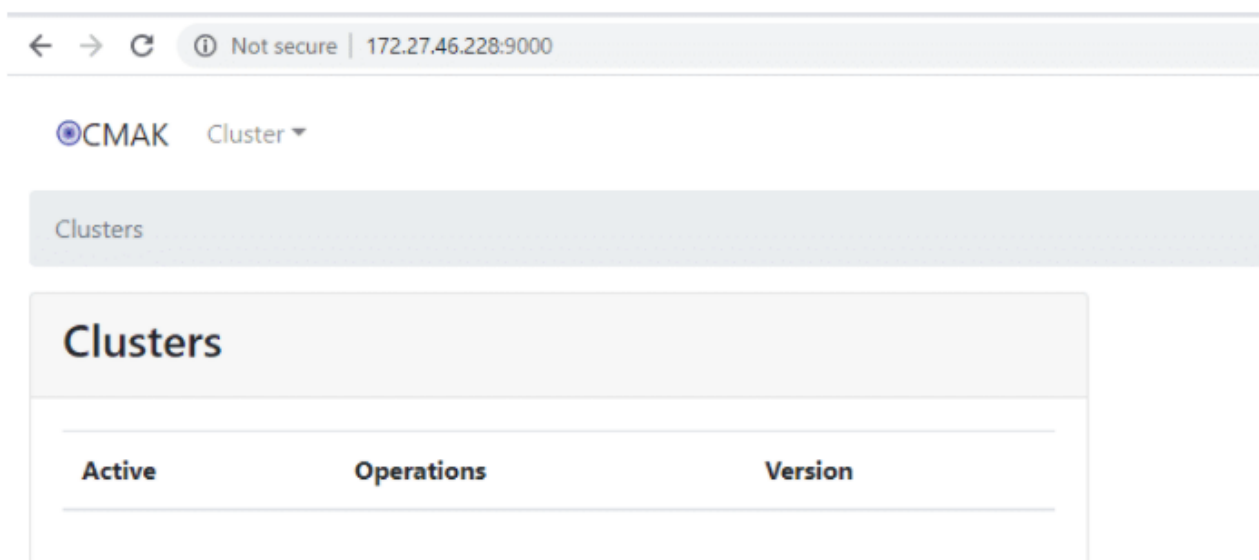 Not secure | 172.27.46.228:9000
CMAK Cluster
Clusters
Clusters
Active Operations Version